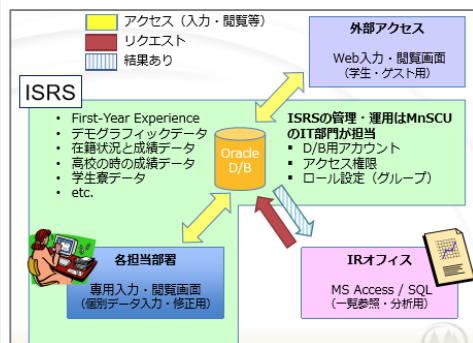 アクセス（入力・閲覧等）
リクエスト
結果あり
外部アクセス
Web入力・閲覧画面
（学生・ゲスト用）
ISRS
• First-Year Experience
• デモグラフィックデータ
• 在籍状況と成績データ
• 高校の時の成績データ
• 学生寮データ
• etc.
Oracle
D/B
ISRSの管理・運用はMnSCU
のIT部門が担当
▪ D/B用アカウント
▪ アクセス権限
▪ ロール設定（グループ）
各担当部署
専用入力・閲覧画面
（個別データ入力・修正用）
IRオフィス
MS Access / SQL
（一覧参照・分析用）